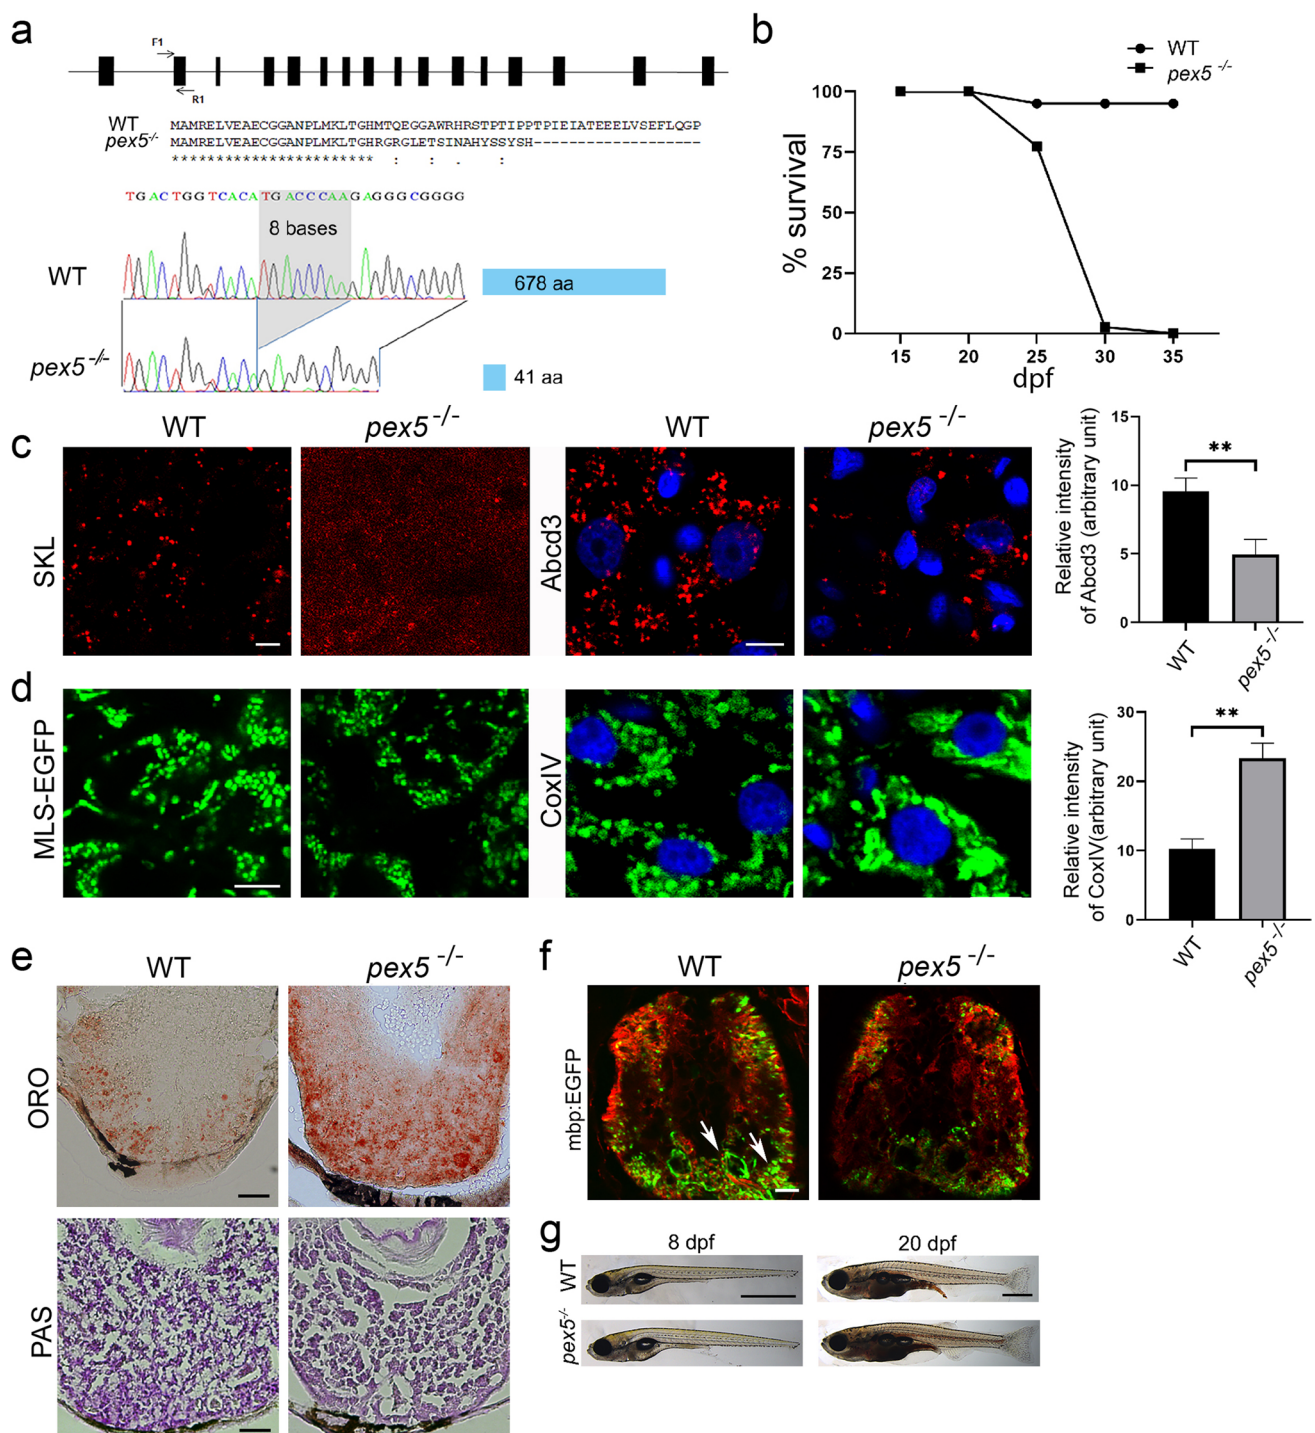 a
F1
R1
WT MAMRELVEAECGGANPLMKLTGHMTQEGGAWRHRSTPTIPPTPIEIATEEELVSEFLQGP
pex5-/- MAMRELVEAECGGANPLMKLTGHRGRGLETSINAHYSSYSH--------------------
*********************** : : . :
TGACTGGTCACATGACCCAAGAGGGCGGGG
8 bases
WT
678 aa
pex5-/-
41 aa
b
WT
pex5 -/-
% survival
100
75
50
25
0
15 20 25 30 35
dpf
c
WT
pex5 -/-
WT
pex5 -/-
SKL
Abcd3
Relative intensity
of Abcd3 (arbitrary unit)
15
10
5
0
**
WT
pex5 -/-
d
MLS-EGFP
CoxIV
Relative intensity
of CoxIV(arbitrary unit)
30
20
10
0
**
WT
pex5 -/-
e
WT
pex5 -/-
ORO
PAS
f
WT
pex5 -/-
mbp:EGFP
g
8 dpf
20 dpf
WT
pex5-/-